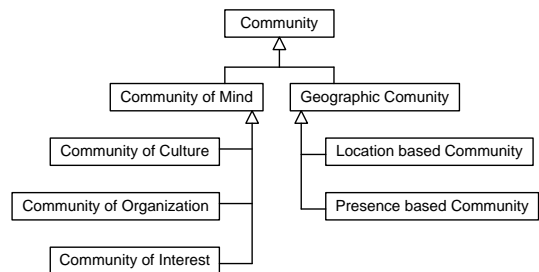 Community
Community of Mind
Geographic Comunity
Community of Culture
Location based Community
Community of Organization
Presence based Community
Community of Interest